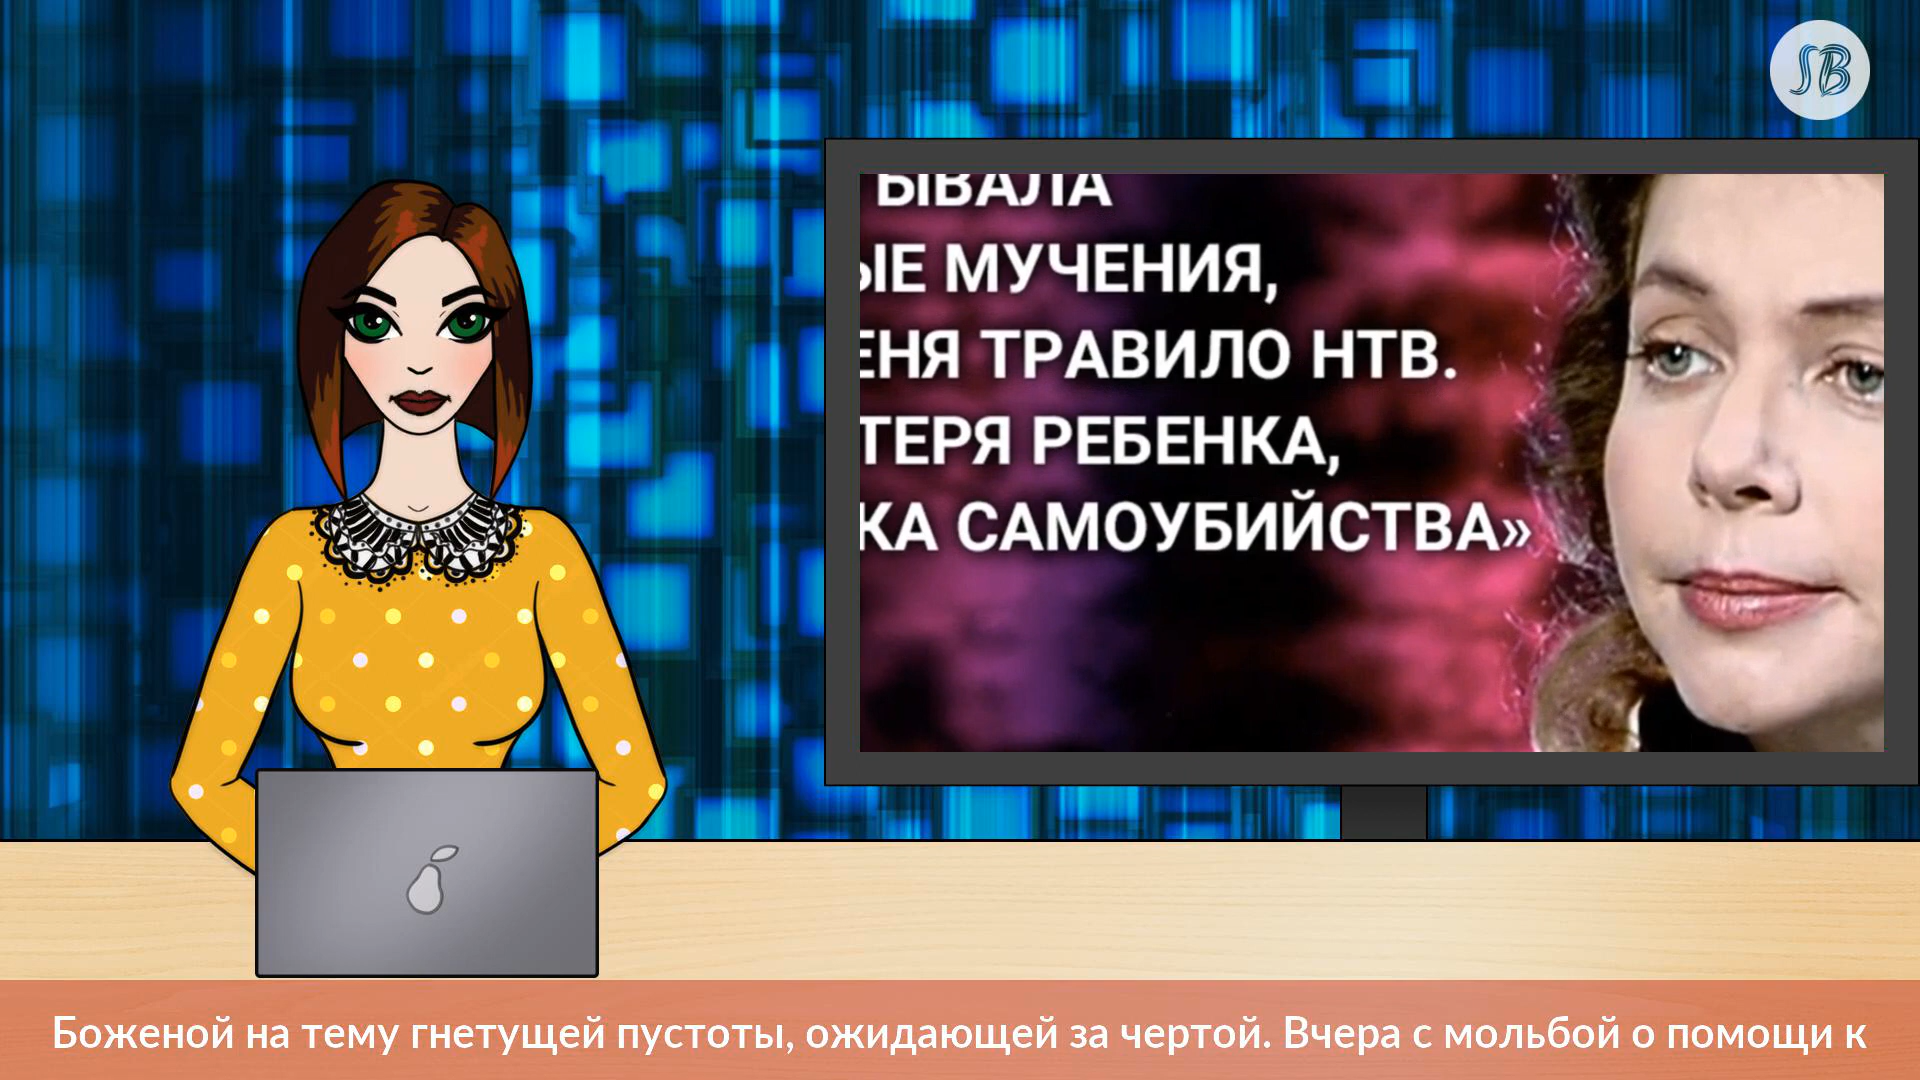 SB
ЫВАЛА
ЫЕ МУЧЕНИЯ,
ЕНЯ ТРАВИЛО НТВ.
ТЕРЯ РЕБЕНКА,
КА САМОУБИЙСТВА»
Боженой на тему гнетущей пустоты, ожидающей за чертой. Вчера с мольбой о помощи к